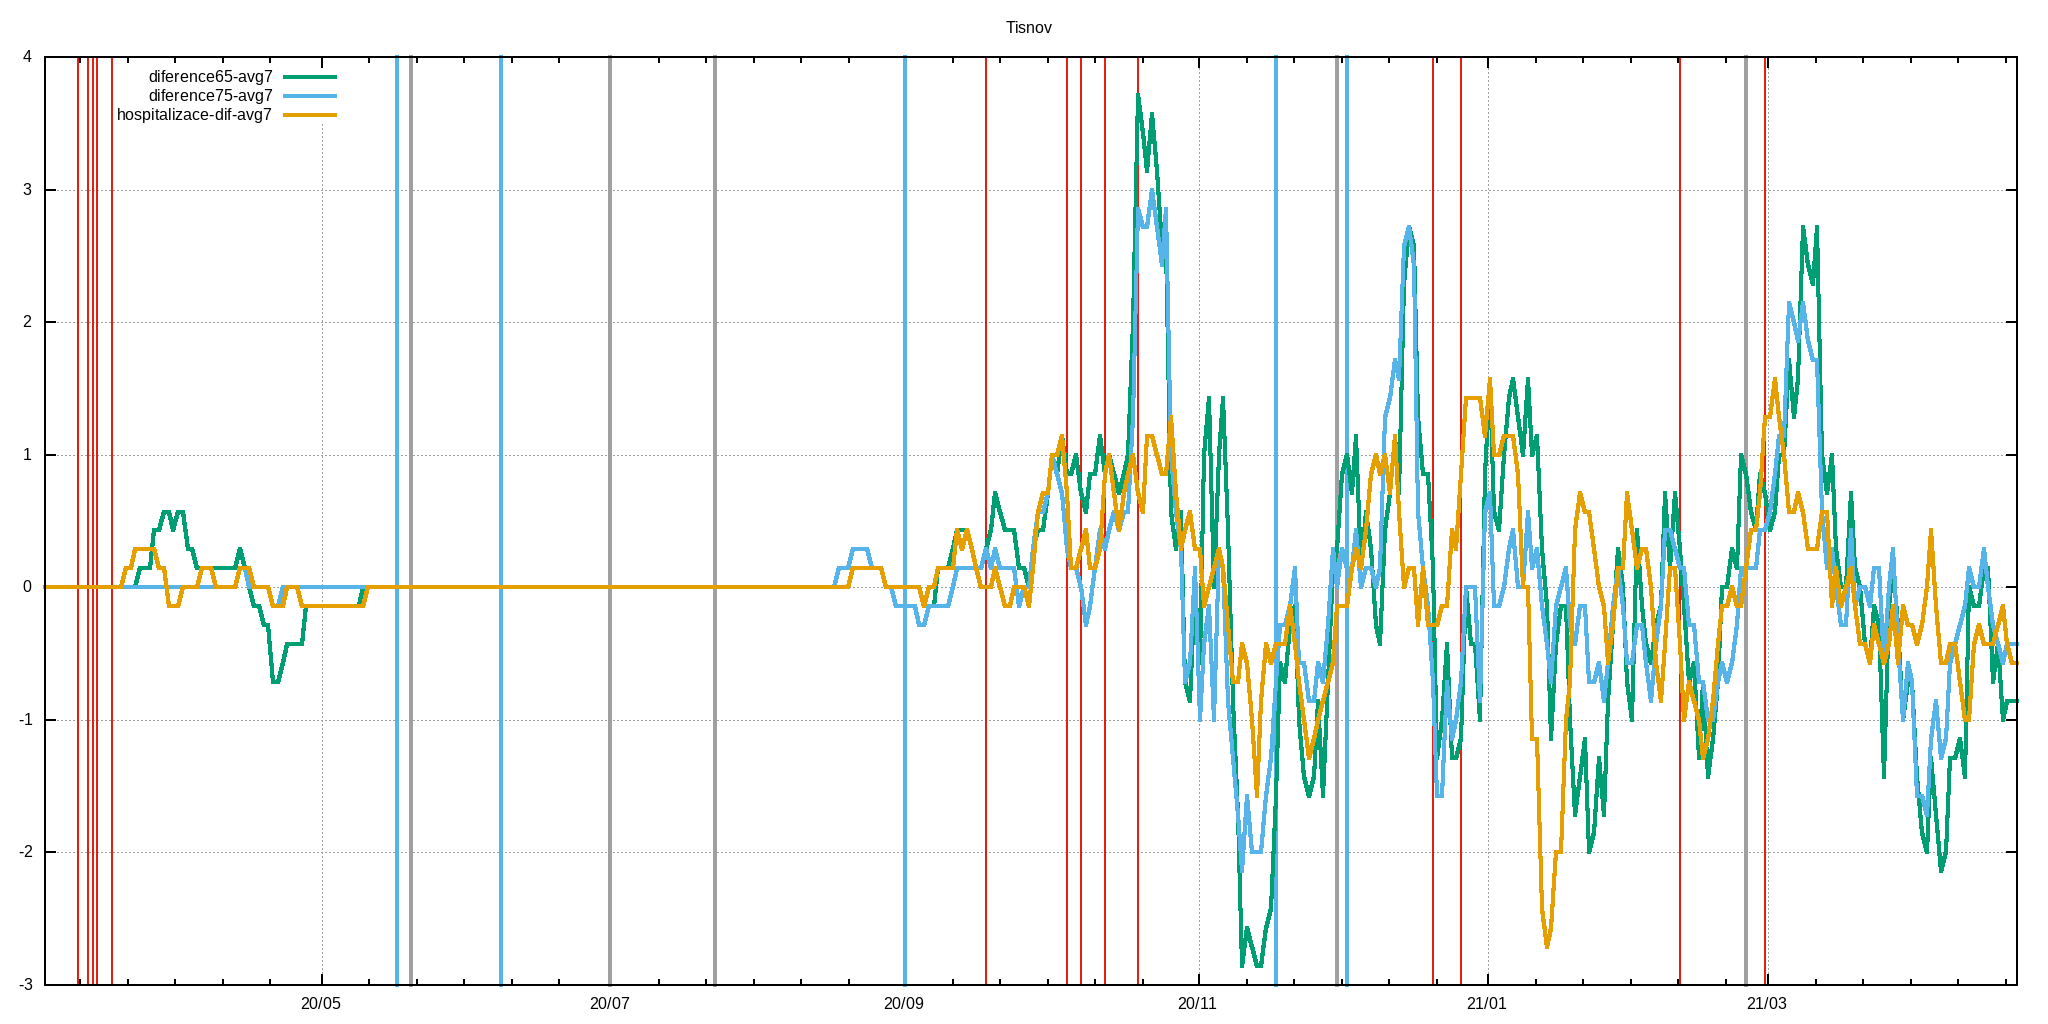 Tisnov
4
diference65-avg7
diference75-avg7
hospitalizace-dif-avg7
3
2
1
0
-1
-2
-3
20/05 20/07 20/09 20/11 21/01 21/03